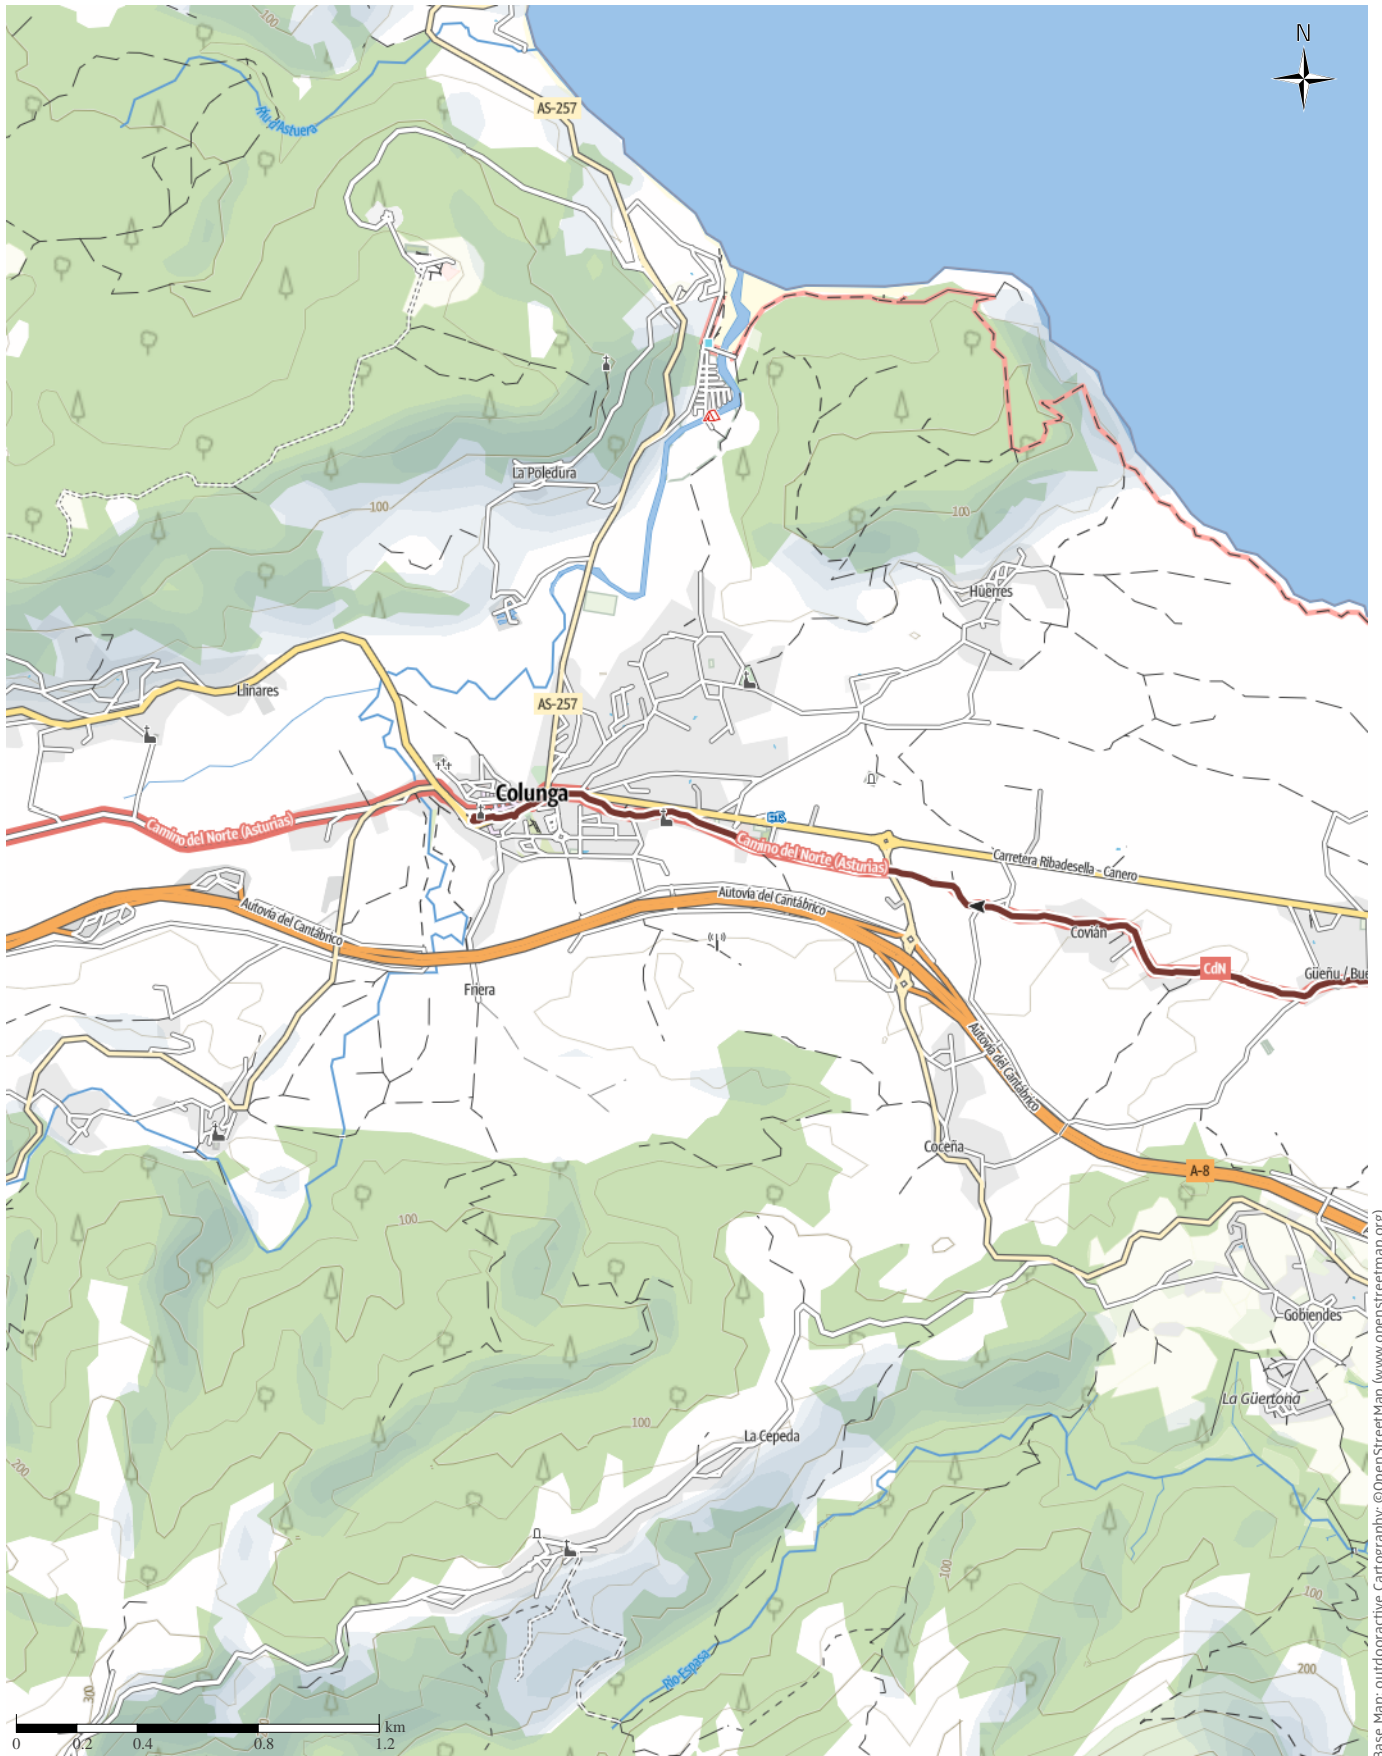 100
N
AS-257
Ríu d'Astuera
La Poledura
100
100
Huerres
Llinares
AS-257
Colunga
Camino del Norte (Asturias)
Camino del Norte (Asturias)
Carretera Ribadesella - Canero
Autovía del Cantábrico
Autovía del Cantábrico
Covián
CdN
Güeñu / Bue
Friera
Autovía del Cantábrico
Coceña
A-8
100
Gobiendes
La Güertona
100
La Cepeda
200
100
100
200
Río Espasa
300
km
0
0.2
0.4
0.8
1.2
Base Map: outdooractive Cartography; ©OpenStreetMap (www.openstreetmap.org)